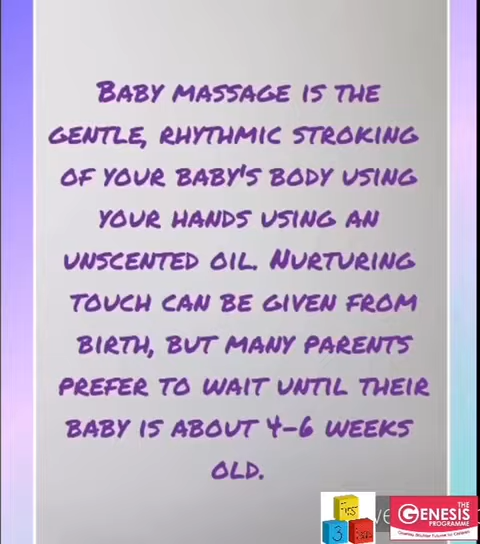 Baby massage is the
gentle, rhythmic stroking
of your baby's body using
your hands using an
unscented oil. Nurturing
touch can be given from
birth, but many parents
prefer to wait until their
baby is about 4-6 weeks
old.
THE
GENESIS
PROGRAMME
3